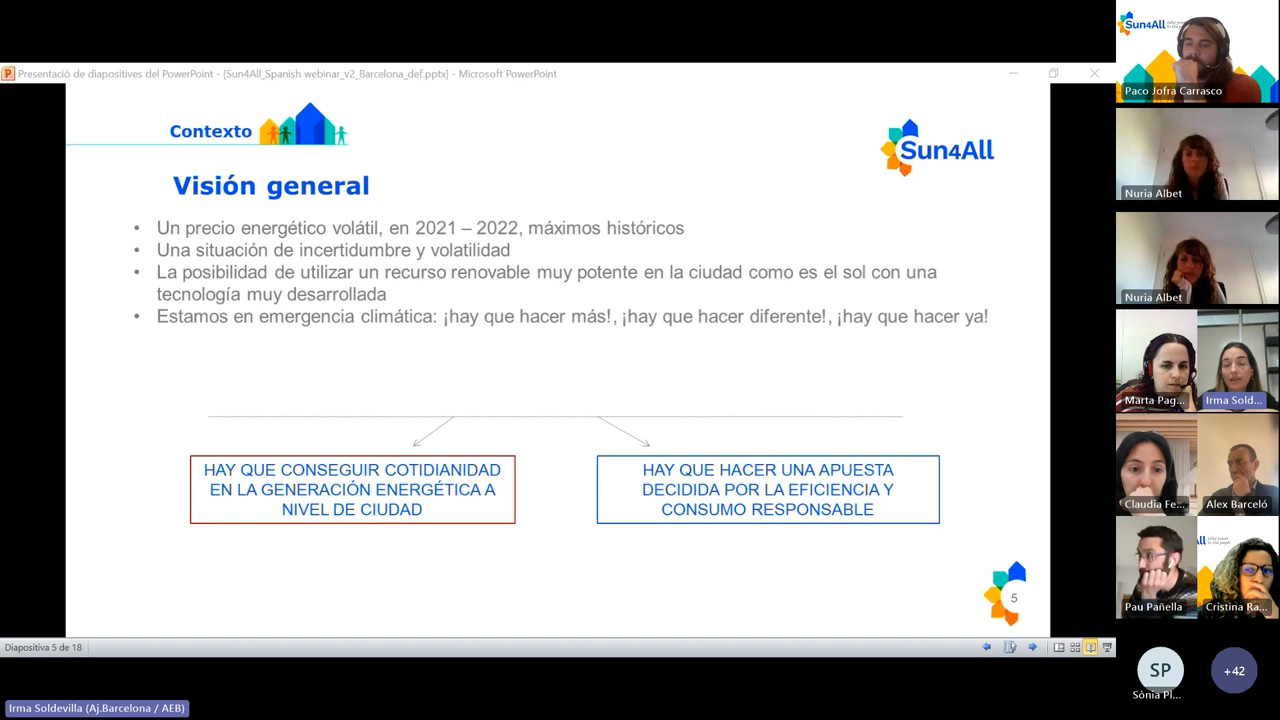 Presentació de diapositives del PowerPoint - [Sun4All_Spanish webinar_v2_Barcelona_def.pptx] - Microsoft PowerPoint
Contexto
Sun4All
Visión general
• Un precio energético volátil, en 2021 – 2022, máximos históricos
• Una situación de incertidumbre y volatilidad
• La posibilidad de utilizar un recurso renovable muy potente en la ciudad como es el sol con una
tecnología muy desarrollada
• Estamos en emergencia climática: ¡hay que hacer más!, ¡hay que hacer diferente!, ¡hay que hacer ya!
HAY QUE CONSEGUIR COTIDIANIDAD
EN LA GENERACIÓN ENERGÉTICA A
NIVEL DE CIUDAD
HAY QUE HACER UNA APUESTA
DECIDIDA POR LA EFICIENCIA Y
CONSUMO RESPONSABLE
5
Diapositiva 5 de 18
Irma Soldevilla (Aj.Barcelona / AEB)
Sun4All
Paco Jofra Carrasco
Nuria Albet
Nuria Albet
Marta Pag...
Irma Sold...
Claudia Fe...
Alex Barceló
Pau Pañella
Cristina Ra...
SP
Sònia Pl...
+42